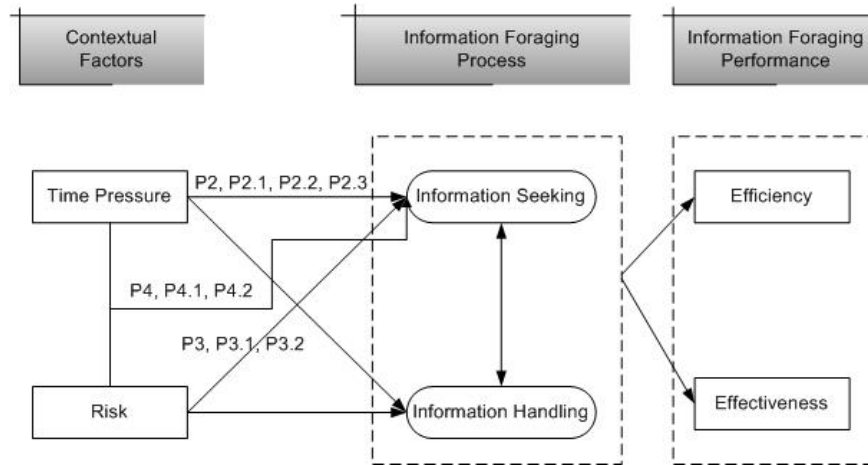 Contextual
Factors
Information Foraging
Process
Information Foraging
Performance
Time Pressure
P2, P2.1, P2.2, P2.3
Information Seeking
Efficiency
P4, P4.1, P4.2
P3, P3.1, P3.2
Risk
Information Handling
Effectiveness